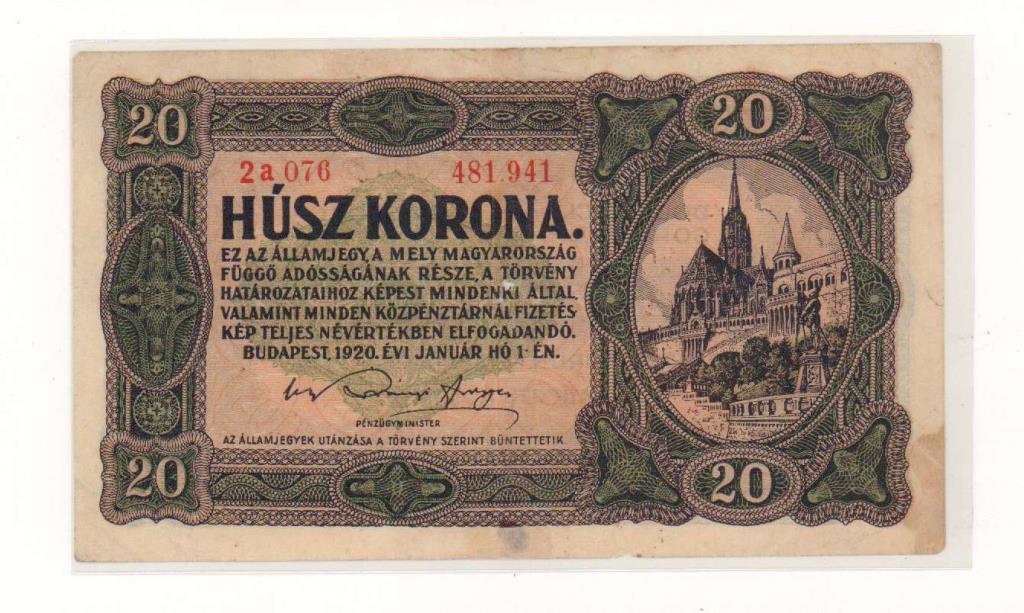 20
20
2a 076 481.941
HÚSZ KORONA.
EZ AZ ÁLLAMJEGY, A MELY MAGYARORSZÁG
FÜGGŐ ADÓSSÁGÁNAK RÉSZE, A TÖRVÉNY
HATÁROZATAIHOZ KÉPEST MINDENKI ÁLTAL,
VALAMINT MINDEN KÖZPÉNZTÁRNÁL FIZETÉS-
KÉP TELJES NÉVÉRTÉKBEN ELFOGADANDÓ.
BUDAPEST, 1920. ÉVI JANUÁR HÓ 1-ÉN.
PÉNZÜGYMINISTER
AZ ÁLLAMJEGYEK UTÁNZÁSA A TÖRVÉNY SZERINT BÜNTETTETIK
20
20